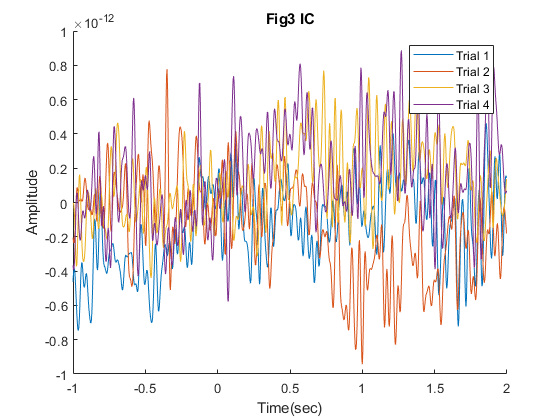 Fig3 IC
×10-12
1
0.8
0.6
0.4
0.2
0
-0.2
-0.4
-0.6
-0.8
-1
Amplitude
-1 -0.5 0 0.5 1 1.5 2
Time(sec)
Trial 1
Trial 2
Trial 3
Trial 4